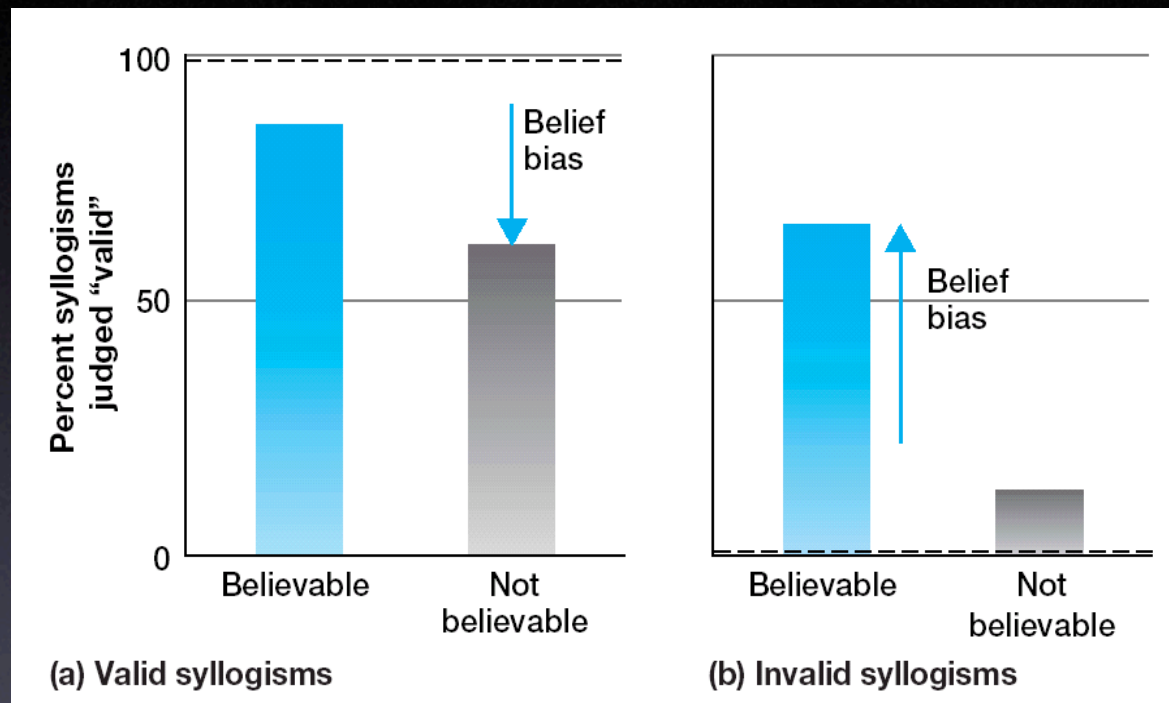 Percent syllogisms
judged “valid”
100
50
0
Belief
bias
Believable
Not
believable
(a) Valid syllogisms
Belief
bias
Believable
Not
believable
(b) Invalid syllogisms